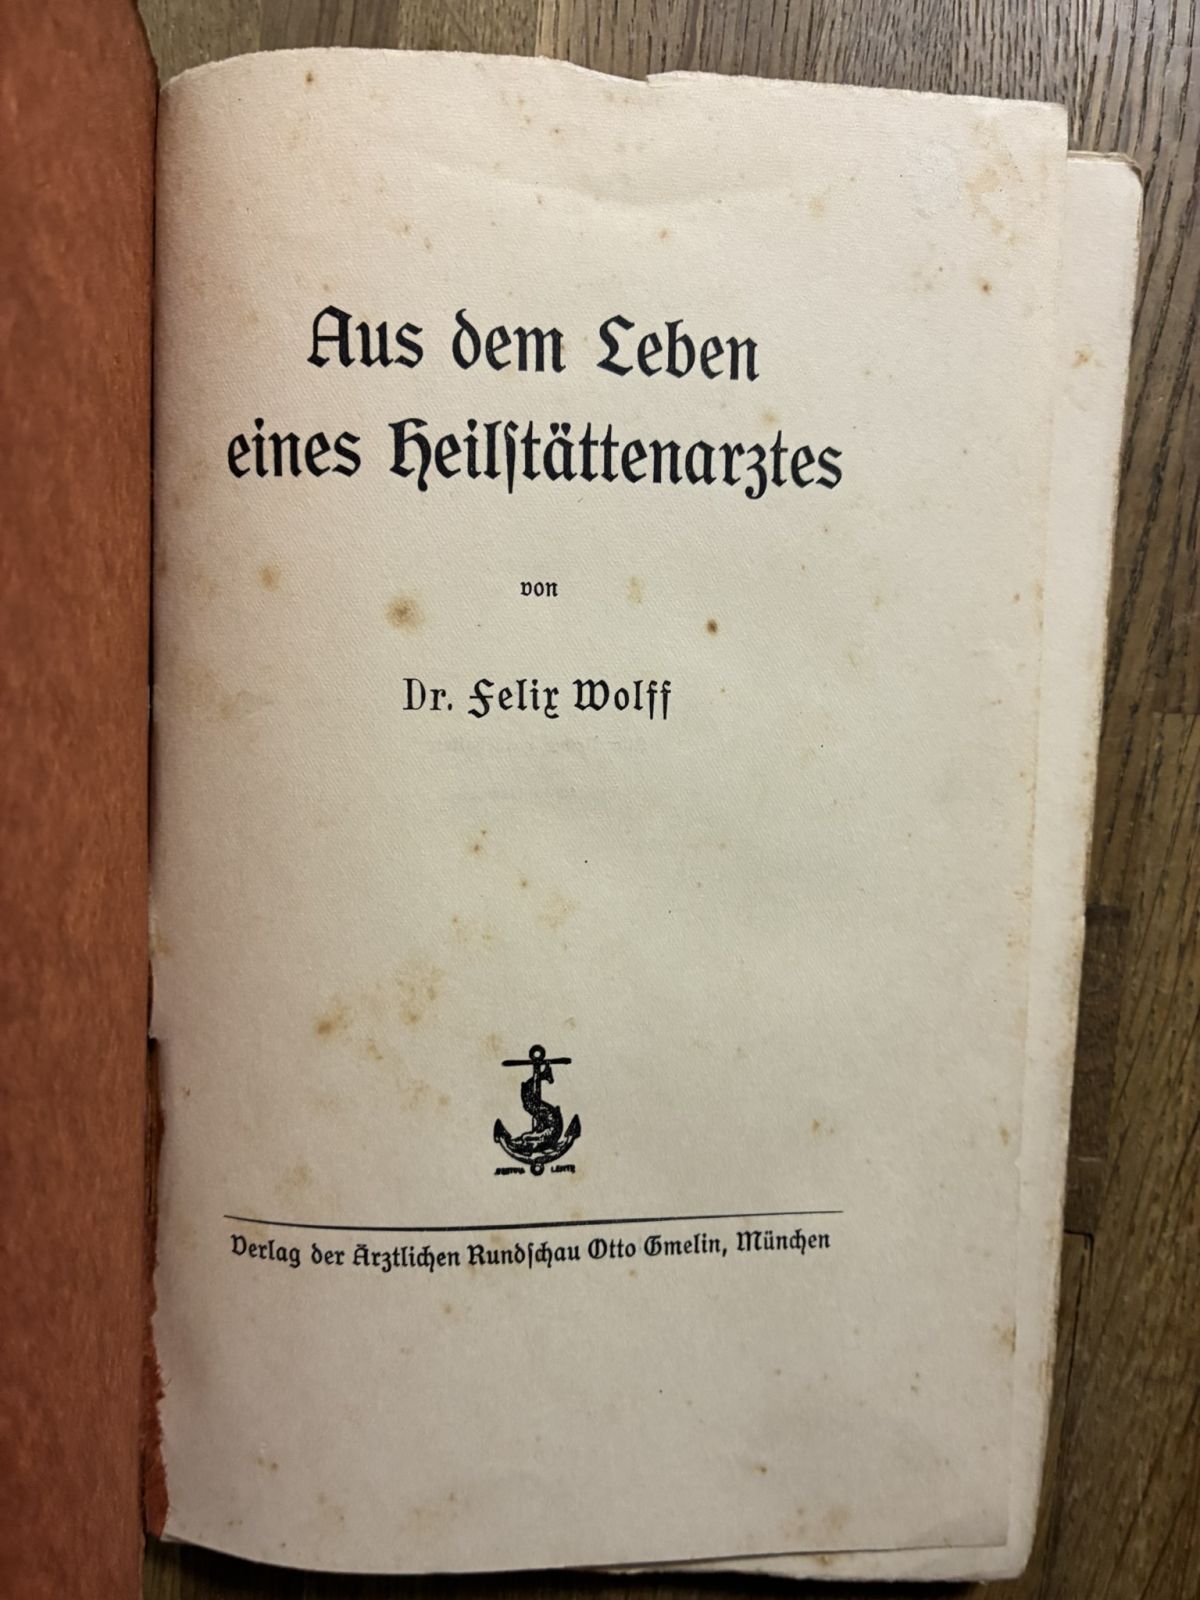 Aus dem Leben
eines Heilſtättenarztes
von
Dr. Felix Wolff
Verlag der Ärztlichen Rundſchau Otto Gmelin, München